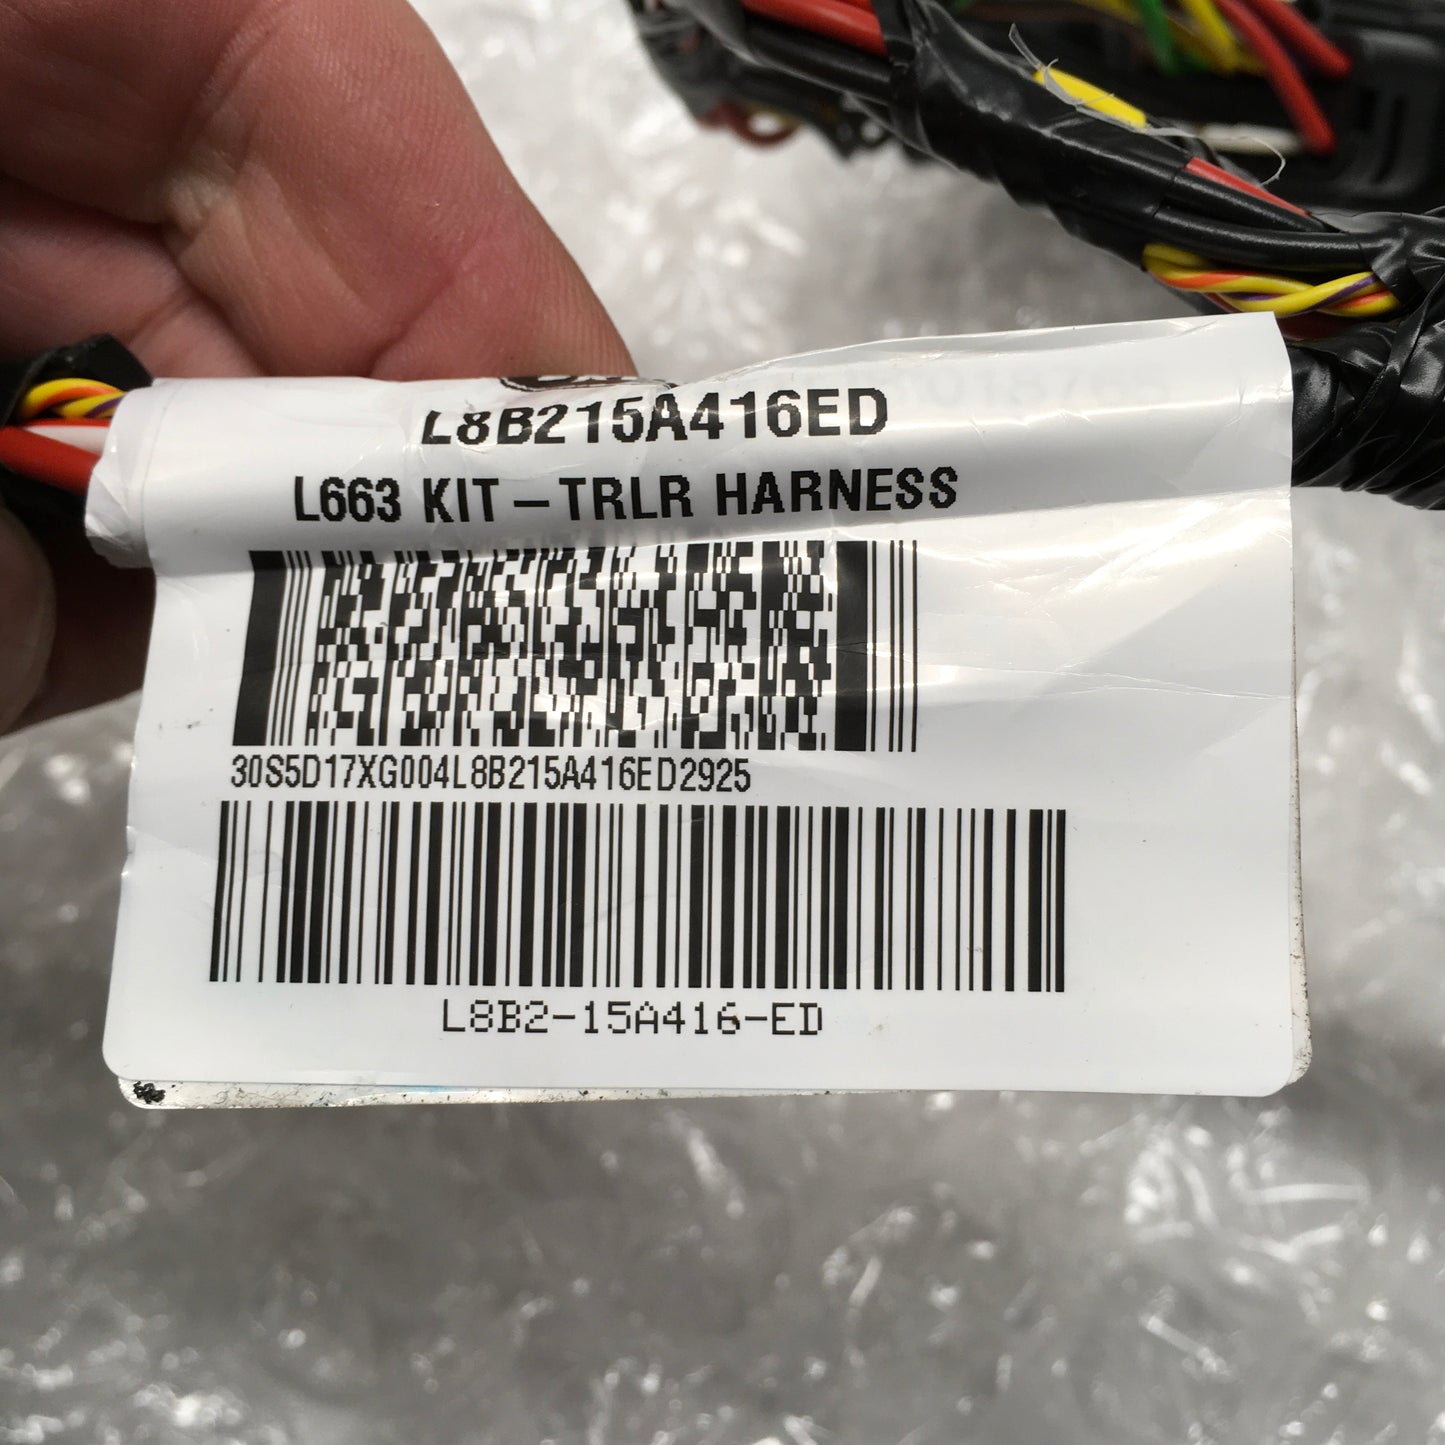 L8B215A416ED
L663 KIT – TRLR HARNESS
30S5D17XG004L8B215A416ED2925
L8B2-15A416-ED